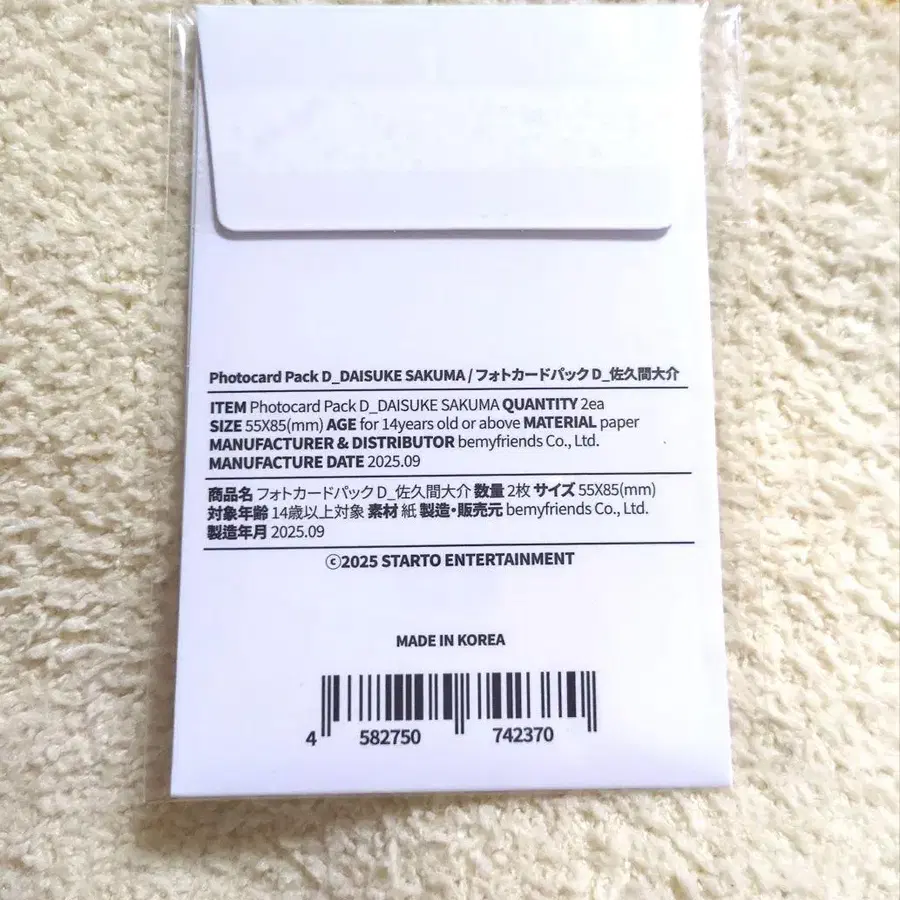 Photocard Pack D_DAISUKE SAKUMA / フォトカードパック D_佐久間大介
ITEM Photocard Pack D_DAISUKE SAKUMA QUANTITY 2ea
SIZE 55X85(mm) AGE for 14years old or above MATERIAL paper
MANUFACTURER & DISTRIBUTOR bemyfriends Co., Ltd.
MANUFACTURE DATE 2025.09
商品名 フォトカードパック D_佐久間大介 数量 2枚 サイズ 55X85(mm)
対象年齢 14歳以上対象 素材 紙 製造・販売元 bemyfriends Co., Ltd.
製造年月 2025.09
ⓒ2025 STARTO ENTERTAINMENT
MADE IN KOREA
4 582750 742370